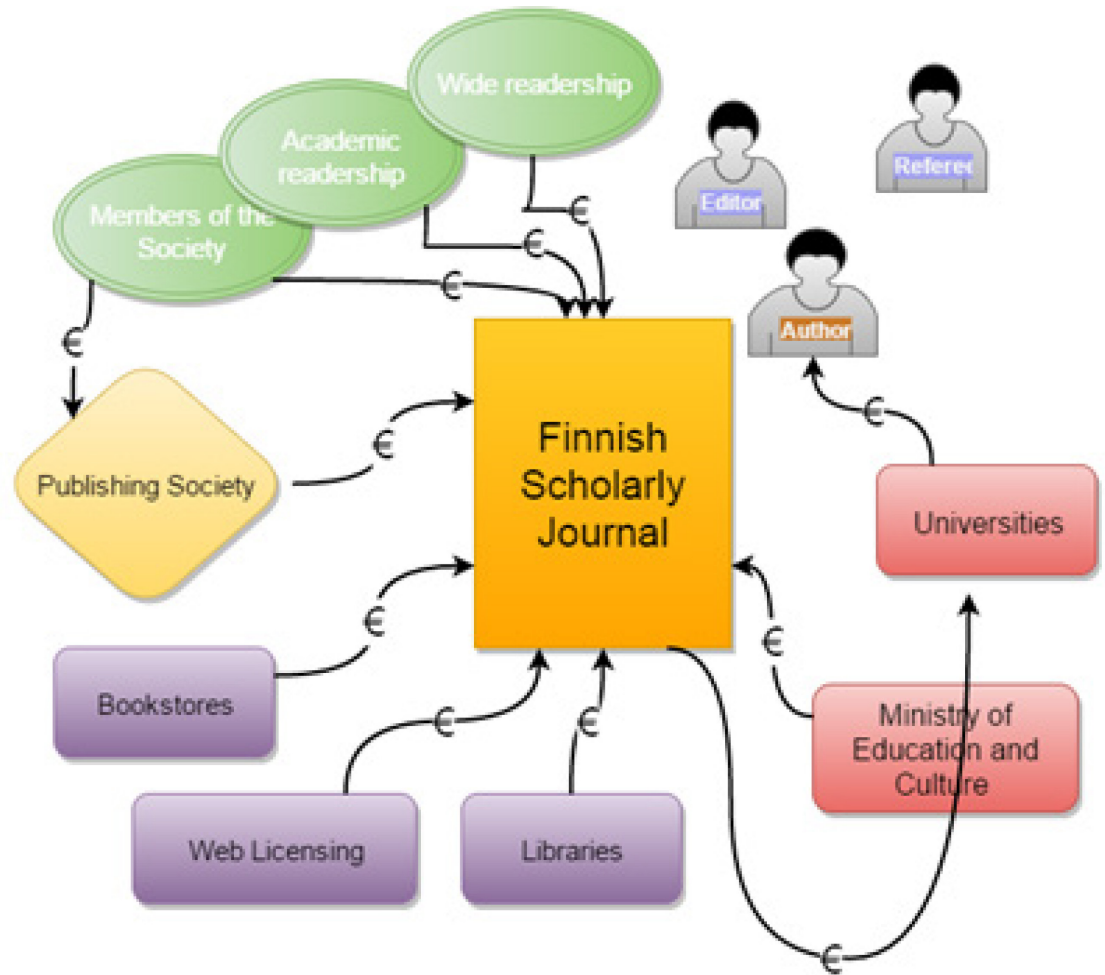 Wide readership
Academic
readership
Members of the
Society
Editor
Referee
Author
€
€
€
€
€
€
Finnish
Scholarly
Journal
Publishing Society
Universities
€
€
Bookstores
Ministry of
Education and
Culture
€
€
Web Licensing
Libraries
€